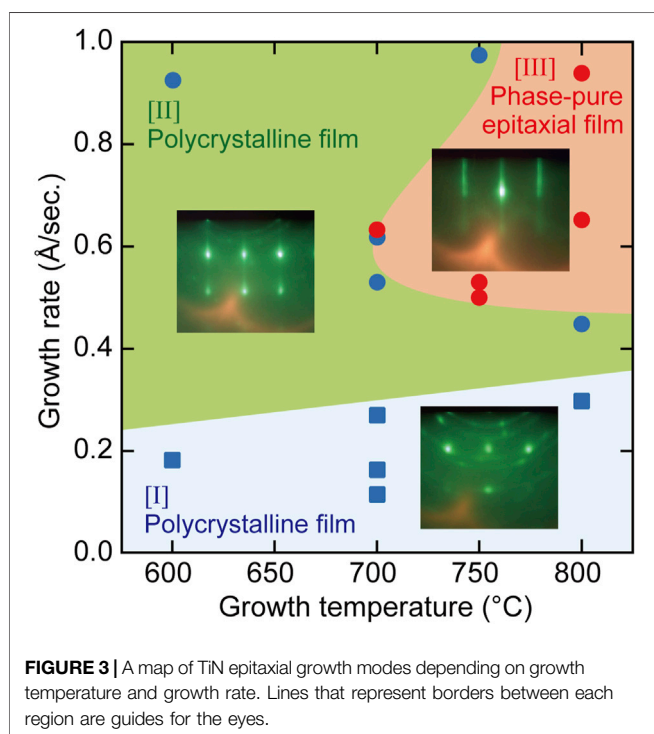 1.0
0.8
0.6
0.4
0.2
0.0
Growth rate (Å/sec.)
[II]
Polycrystalline film
[III]
Phase-pure
epitaxial film
[I]
Polycrystalline film
600
650
700
750
800
Growth temperature (°C)
FIGURE 3 | A map of TiN epitaxial growth modes depending on growth
temperature and growth rate. Lines that represent borders between each
region are guides for the eyes.